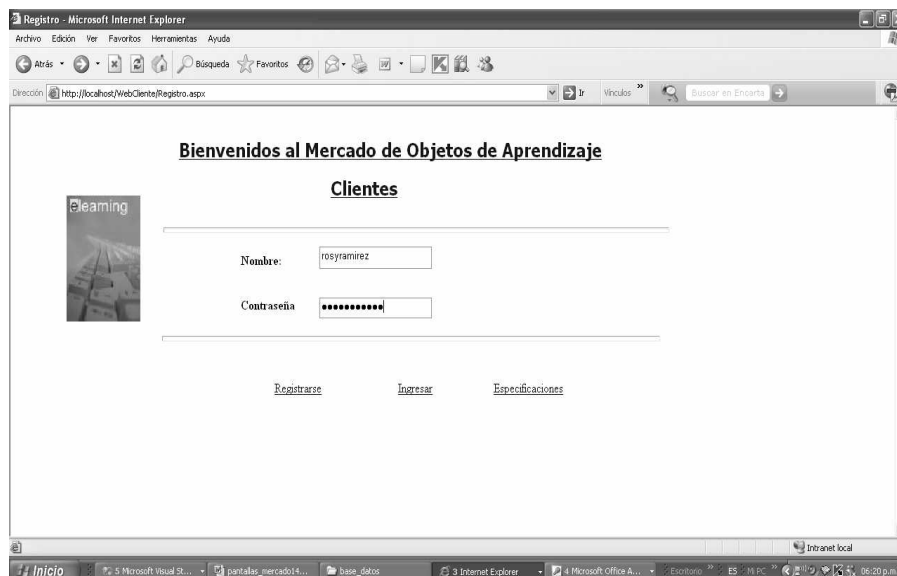 Registro - Microsoft Internet Explorer
Archivo Edición Ver Favoritos Herramientas Ayuda
Atrás Búsqueda Favoritos
Dirección http://localhost/WebCliente/Registro.aspx Ir Vínculos » Buscar en Encarta
Bienvenidos al Mercado de Objetos de Aprendizaje
Clientes
elearning
Nombre: rosyramirez
Contraseña •••••••••••
Registrarse Ingresar Especificaciones
Intranet local
Inicio 5 Microsoft Visual St... pantallas_mercado14... base_datos 3 Internet Explorer 4 Microsoft Office A... Escritorio » ES MI PC » 06:20 p.m.